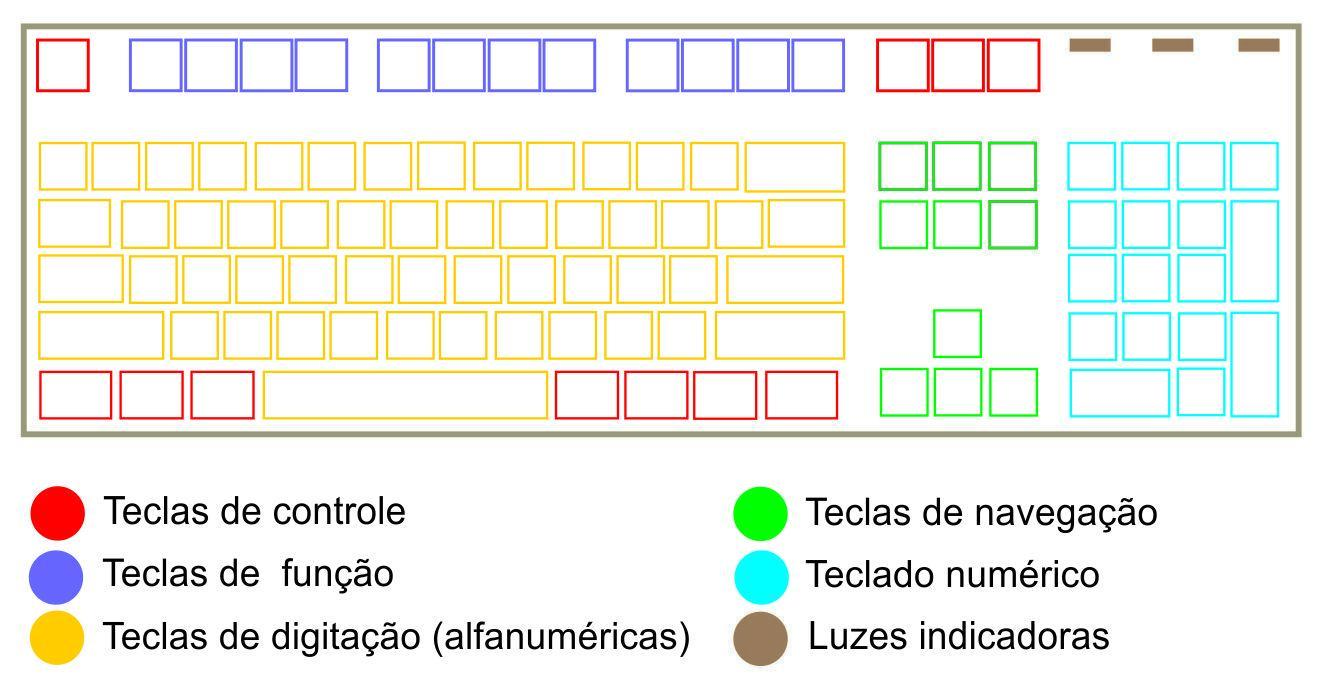 Teclas de controle
Teclas de função
Teclas de digitação (alfanuméricas)
Teclas de navegação
Teclado numérico
Luzes indicadoras